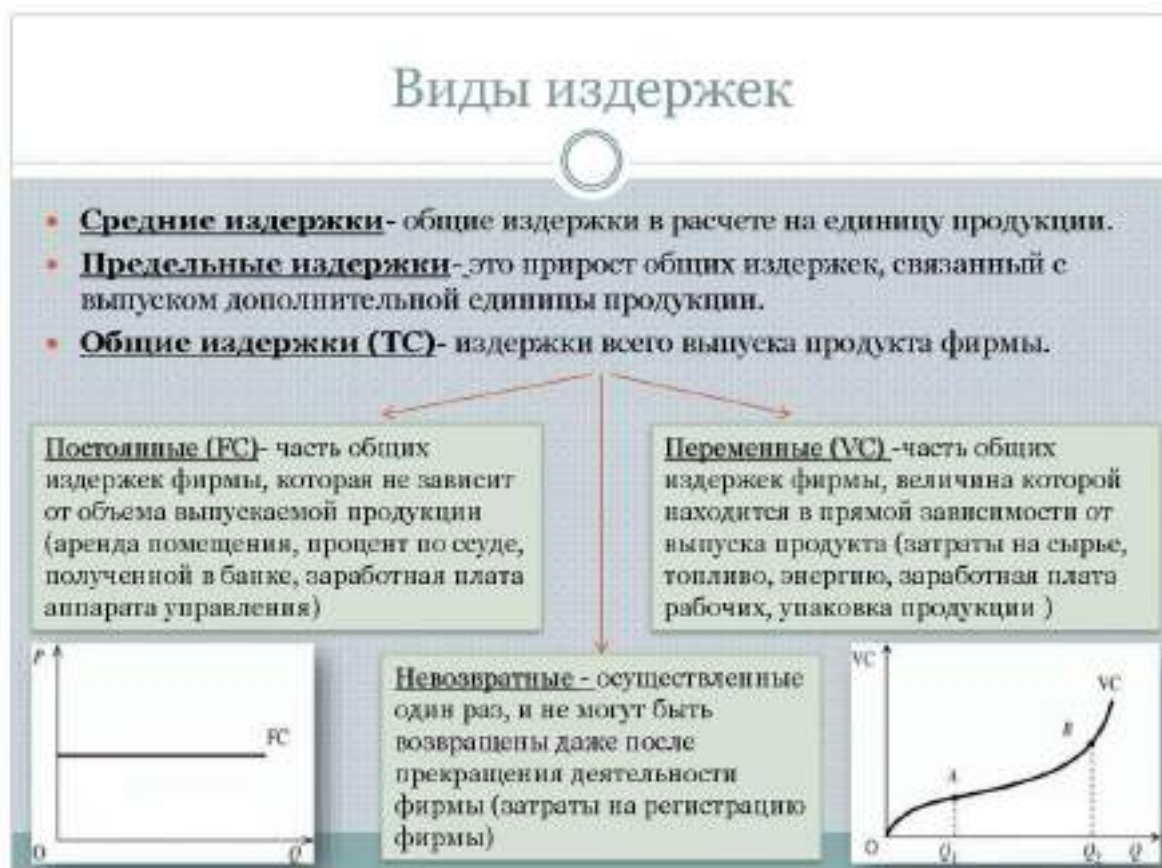 Виды издержек
Средние издержки- общие издержки в расчете на единицу продукции.
Предельные издержки- это прирост общих издержек, связанный с
выпуском дополнительной единицы продукции.
Общие издержки (TC)- издержки всего выпуска продукта фирмы.
Постоянные (FC)- часть общих
издержек фирмы, которая не зависит
от объема выпускаемой продукции
(аренда помещения, процент по ссуде,
полученной в банке, заработная плата
аппарата управления)
Переменные (VC) -часть общих
издержек фирмы, величина которой
находится в прямой зависимости от
выпуска продукта (затраты на сырье,
топливо, энергию, заработная плата
рабочих, упаковка продукции )
P
FC
O
Q
Невозвратные - осуществленные
один раз, и не могут быть
возвращены даже после
прекращения деятельности
фирмы (затраты на регистрацию
фирмы)
VC
VC
B
A
O
Q1
Q2
Q